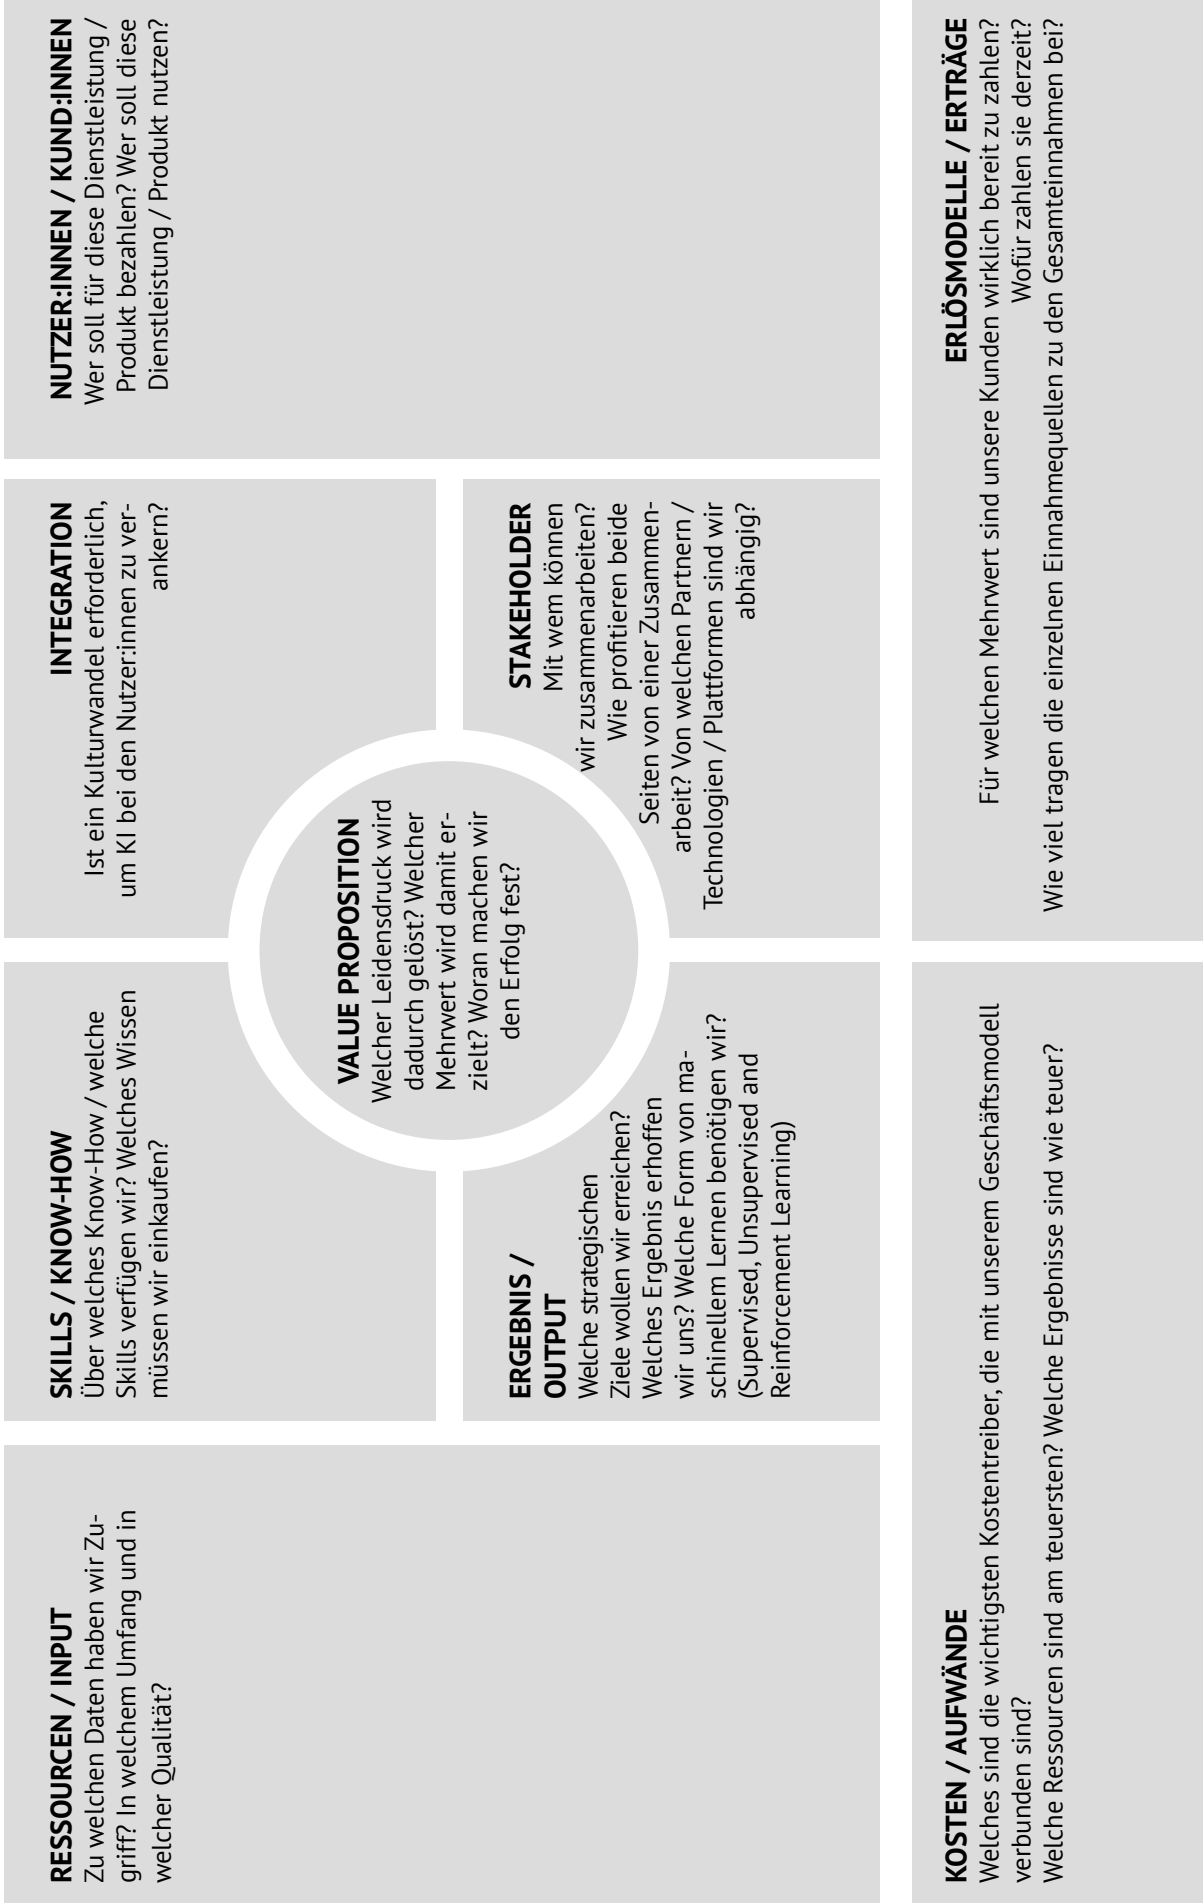 RESSOURCEN / INPUT
Zu welchen Daten haben wir Zu-
griff? In welchem Umfang und in
welcher Qualität?
SKILLS / KNOW-HOW
Über welches Know-How / welche
Skills verfügen wir? Welches Wissen
müssen wir einkaufen?
ERGEBNIS /
OUTPUT
Welche strategischen
Ziele wollen wir erreichen?
Welches Ergebnis erhoffen
wir uns? Welche Form von ma-
schinellem Lernen benötigen wir?
(Supervised, Unsupervised and
Reinforcement Learning)
VALUE PROPOSITION
Welcher Leidensdruck wird
dadurch gelöst? Welcher
Mehrwert wird damit er-
zielt? Woran machen wir
den Erfolg fest?
INTEGRATION
Ist ein Kulturwandel erforderlich,
um KI bei den Nutzer:innen zu ver-
ankern?
STAKEHOLDER
Mit wem können
wir zusammenarbeiten?
Wie profitieren beide
Seiten von einer Zusammen-
arbeit? Von welchen Partnern /
Technologien / Plattformen sind wir
abhängig?
NUTZER:INNEN / KUND:INNEN
Wer soll für diese Dienstleistung /
Produkt bezahlen? Wer soll diese
Dienstleistung / Produkt nutzen?
KOSTEN / AUFWÄNDE
Welches sind die wichtigsten Kostentreiber, die mit unserem Geschäftsmodell
verbunden sind?
Welche Ressourcen sind am teuersten? Welche Ergebnisse sind wie teuer?
ERLÖSMODELLE / ERTRÄGE
Für welchen Mehrwert sind unsere Kunden wirklich bereit zu zahlen?
Wofür zahlen sie derzeit?
Wie viel tragen die einzelnen Einnahmequellen zu den Gesamteinnahmen bei?